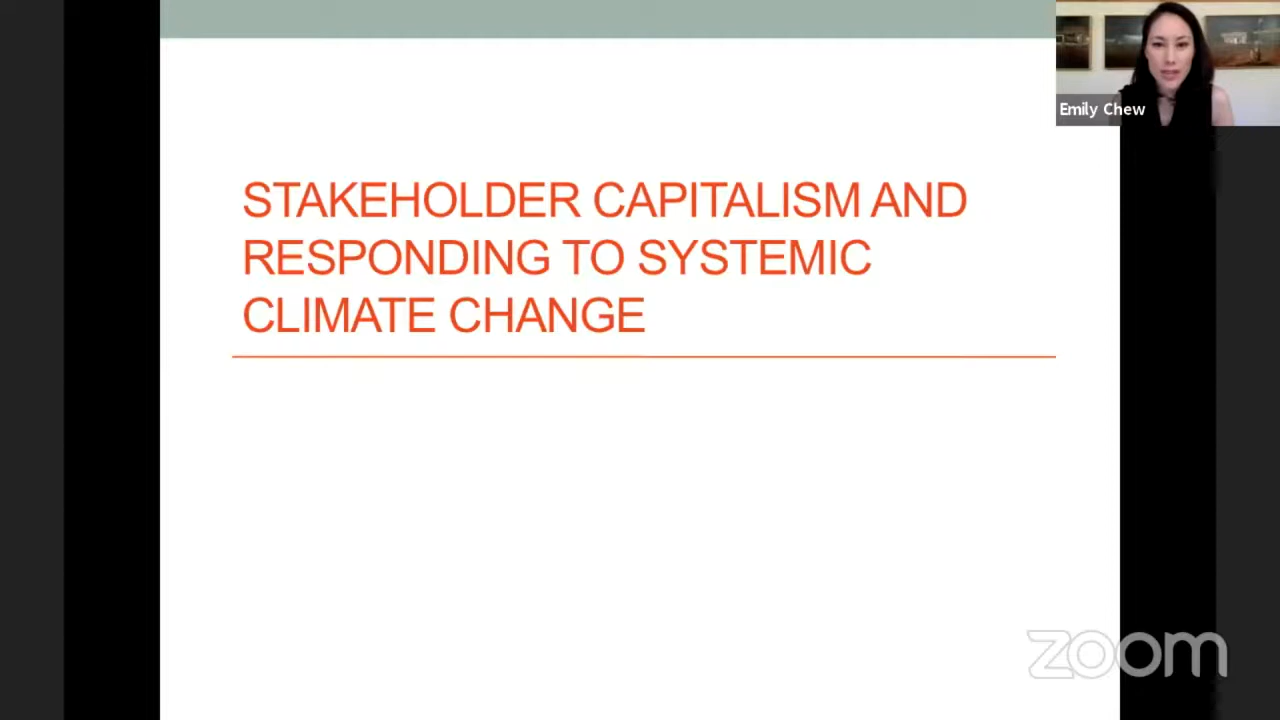 Emily Chew
STAKEHOLDER CAPITALISM AND
RESPONDING TO SYSTEMIC
CLIMATE CHANGE
zoom